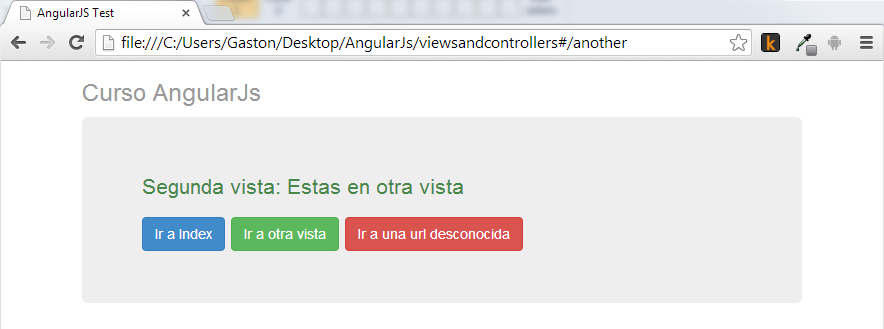 AngularJS Test
file:///C:/Users/Gaston/Desktop/AngularJs/viewsandcontrollers#/another
Curso AngularJs
Segunda vista: Estas en otra vista
Ir a Index Ir a otra vista Ir a una url desconocida